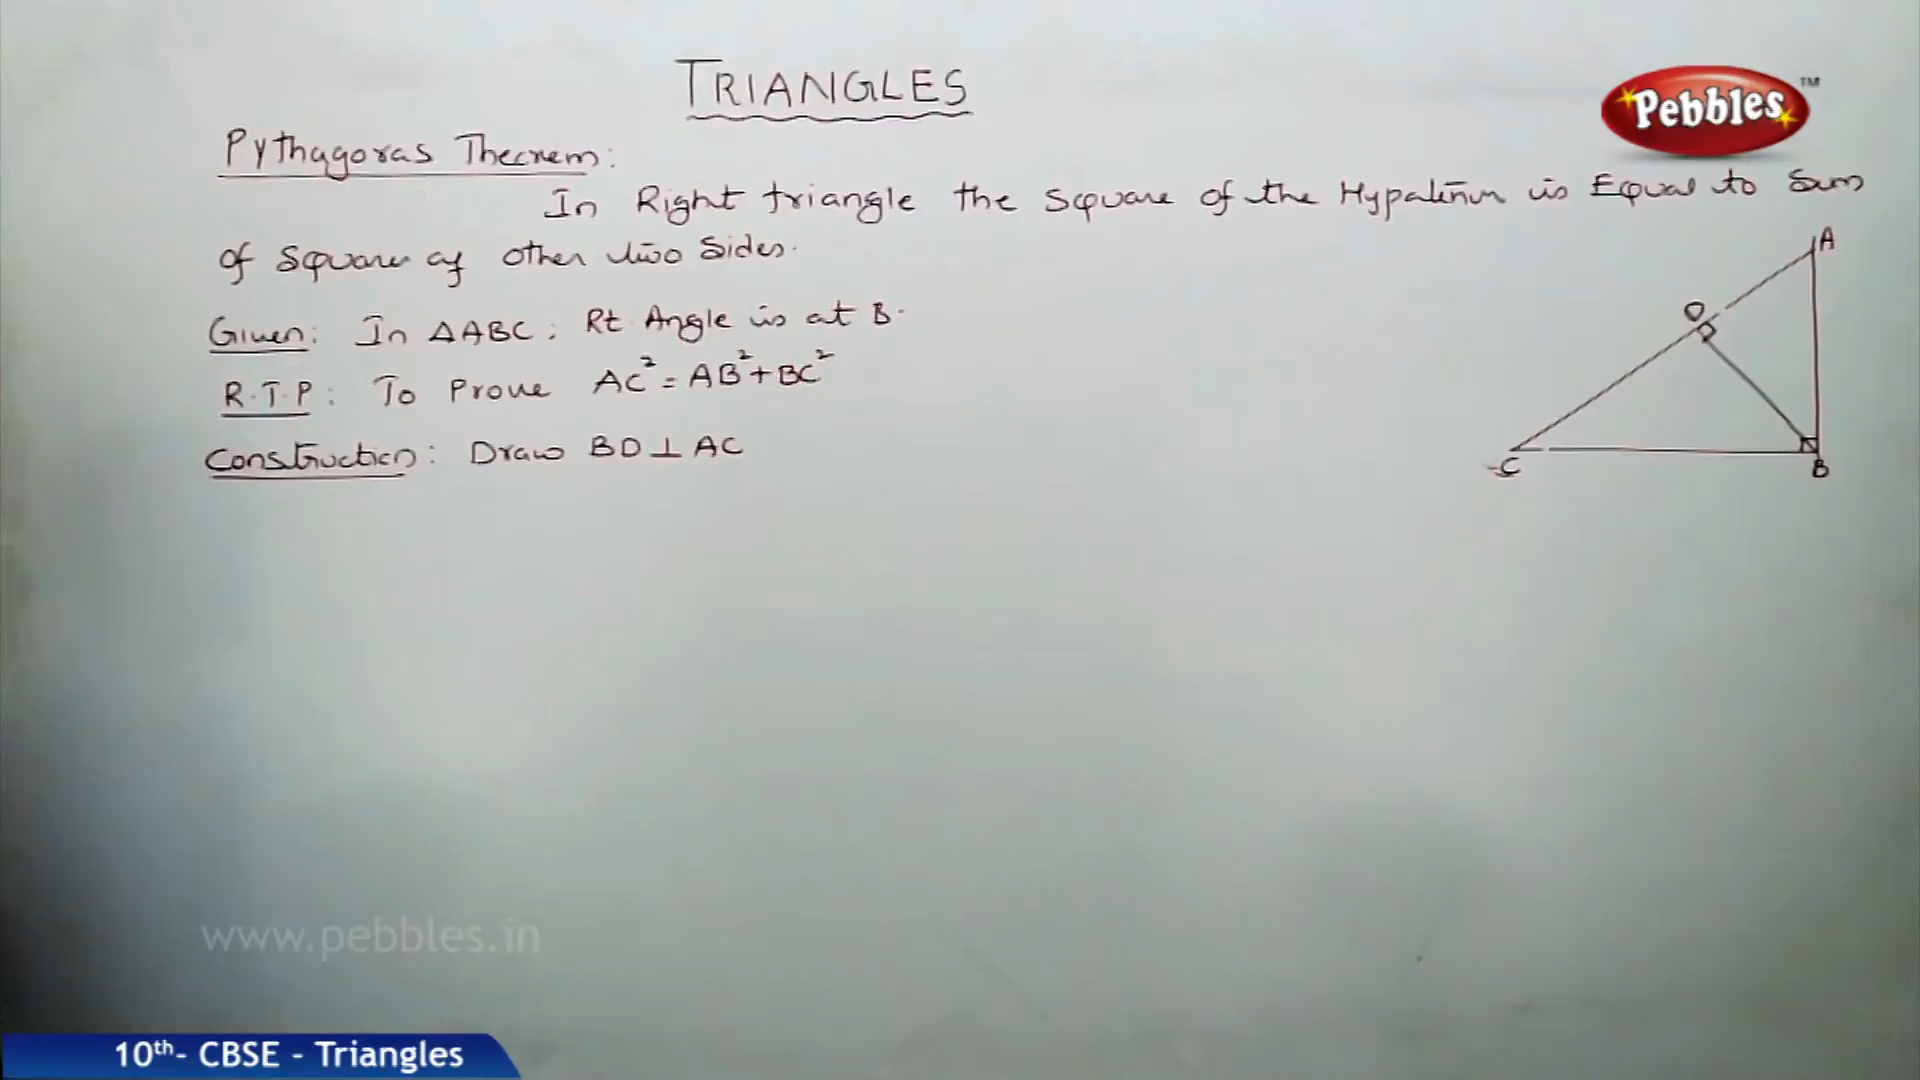 TRIANGLES
Pebbles™
Pythagoras Theorem:
In Right triangle the square of the Hypotenus is Equal to Sum
of Square of other two Sides.
Given: In ΔABC; Rt Angle is at B.
R.T.P: To Prove AC² = AB² + BC²
Construction: Draw BD ⊥ AC
A
D
C
B
www.pebbles.in
10th- CBSE - Triangles